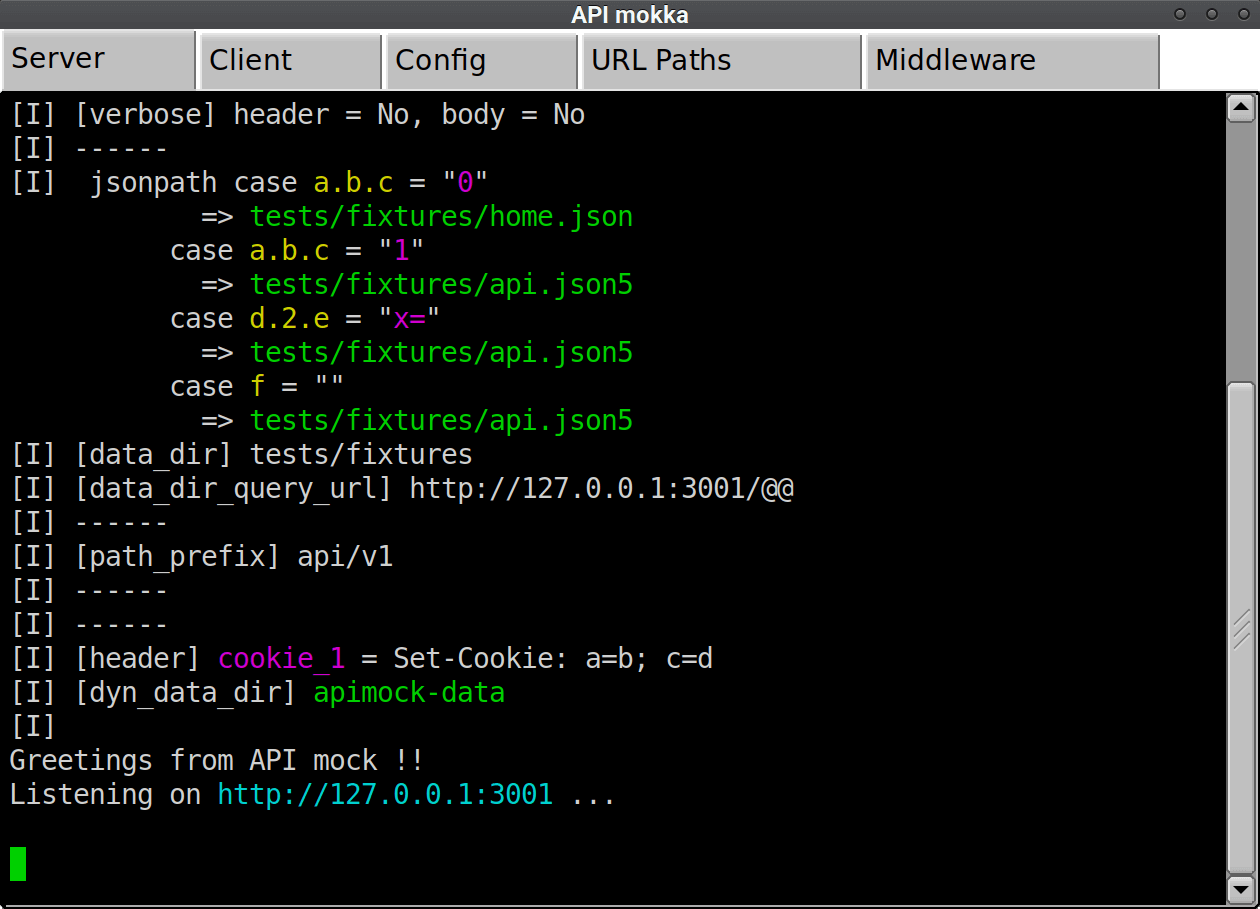 API mokka
Server Client Config URL Paths Middleware
[I] [verbose] header = No, body = No
[I] ------
[I]  jsonpath case a.b.c = "0"
            => tests/fixtures/home.json
          case a.b.c = "1"
            => tests/fixtures/api.json5
          case d.2.e = "x="
            => tests/fixtures/api.json5
          case f = ""
            => tests/fixtures/api.json5
[I] [data_dir] tests/fixtures
[I] [data_dir_query_url] http://127.0.0.1:3001/@@
[I] ------
[I] [path_prefix] api/v1
[I] ------
[I] ------
[I] [header] cookie_1 = Set-Cookie: a=b; c=d
[I] [dyn_data_dir] apimock-data
[I]
Greetings from API mock !!
Listening on http://127.0.0.1:3001 ...